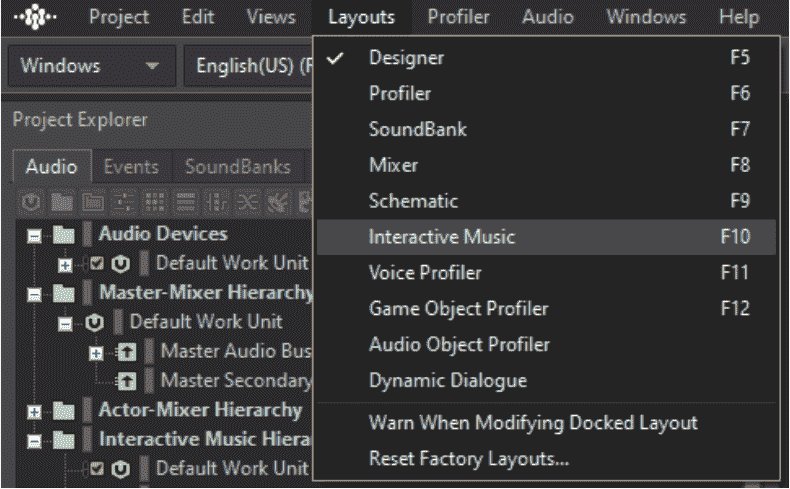 Project Edit Views Layouts Profiler Audio Windows Help
Windows English(US) (
Project Explorer
Audio Events SoundBanks
Audio Devices
Default Work Unit
Master-Mixer Hierarchy
Default Work Unit
Master Audio Bus
Master Secondary
Actor-Mixer Hierarchy
Interactive Music Hiera
Default Work Unit
Designer F5
Profiler F6
SoundBank F7
Mixer F8
Schematic F9
Interactive Music F10
Voice Profiler F11
Game Object Profiler F12
Audio Object Profiler
Dynamic Dialogue
Warn When Modifying Docked Layout
Reset Factory Layouts...